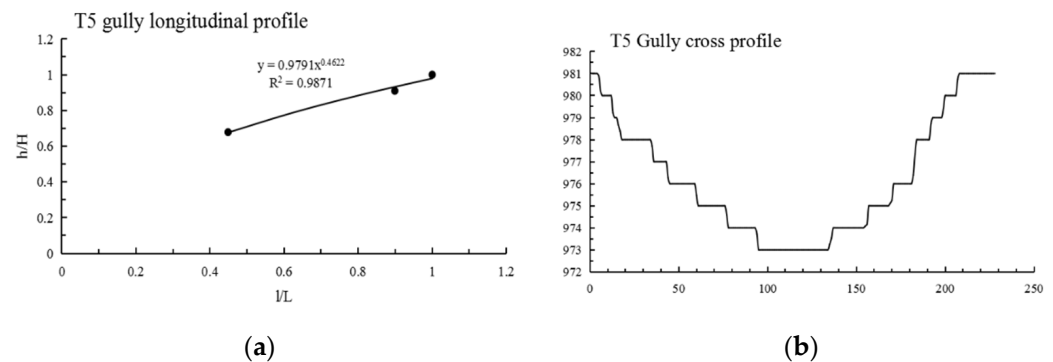 T5 gully longitudinal profile
1.2
1
0.8
0.6
0.4
0.2
0
y = 0.9791x^0.4622
R² = 0.9871
h/H
0 0.2 0.4 0.6 0.8 1 1.2
l/L
(a)
T5 Gully cross profile
981
980
979
978
977
976
975
974
973
972
0 50 100 150 200 250
(b)